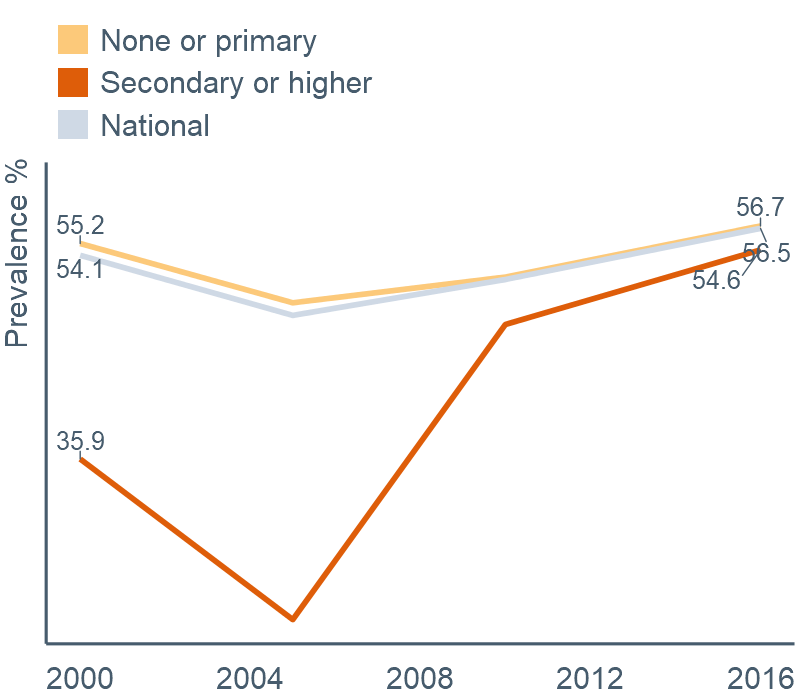 None or primary
Secondary or higher
National
Prevalence %
55.2
54.1
35.9
56.7
56.5
54.6
2000 2004 2008 2012 2016